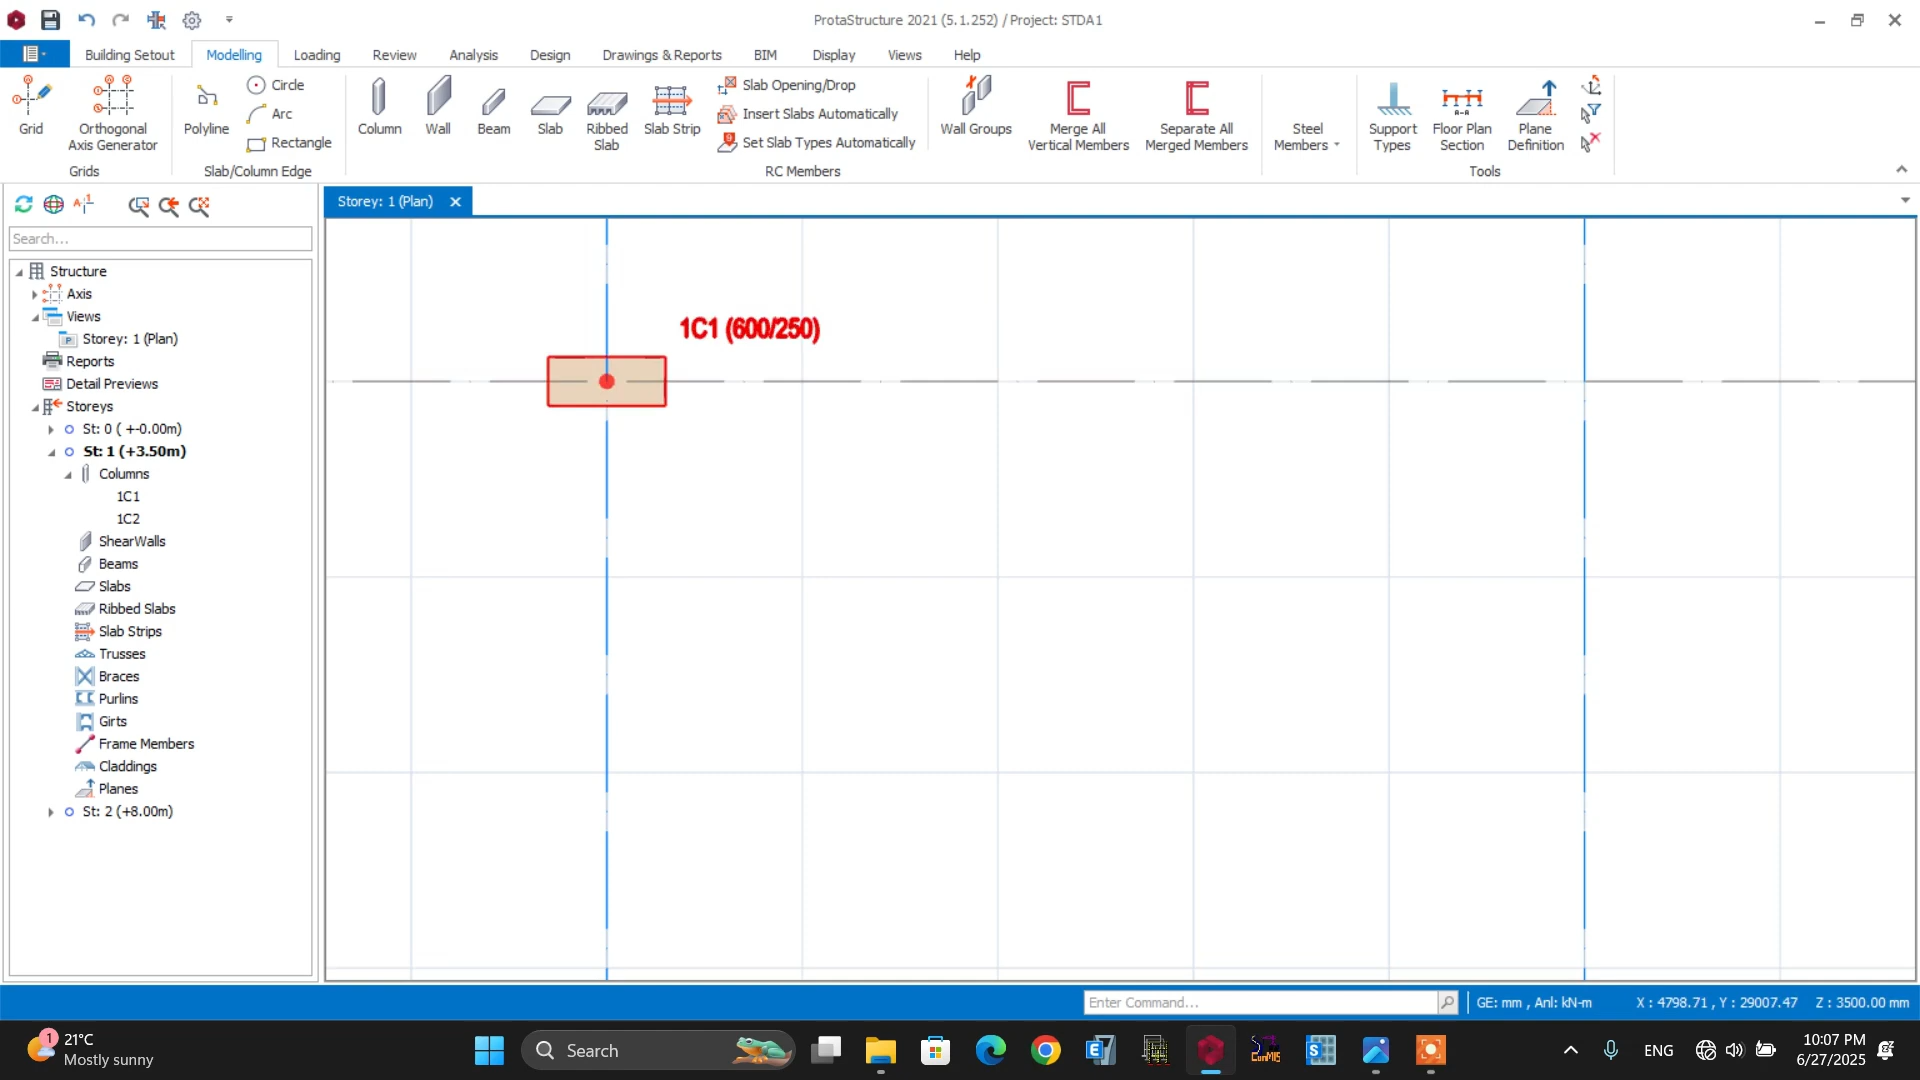 ProtaStructure 2021 (5.1.252) / Project: STDA1
Building Setout
Modelling
Loading
Review
Analysis
Design
Drawings & Reports
BIM
Display
Views
Help
Grid
Orthogonal
Axis Generator
Grids
Polyline
Circle
Arc
Rectangle
Slab/Column Edge
Column
Wall
Beam
Slab
Ribbed
Slab
Slab Strip
Slab Opening/Drop
Insert Slabs Automatically
Set Slab Types Automatically
RC Members
Wall Groups
Merge All
Vertical Members
Separate All
Merged Members
Steel
Members
Support
Types
Floor Plan
Section
Plane
Definition
Tools
Search...
Storey: 1 (Plan)
Structure
Axis
Views
Storey: 1 (Plan)
Reports
Detail Previews
Storeys
St: 0 ( +-0.00m)
St: 1 (+3.50m)
Columns
1C1
1C2
ShearWalls
Beams
Slabs
Ribbed Slabs
Slab Strips
Trusses
Braces
Purlins
Girts
Frame Members
Claddings
Planes
St: 2 (+8.00m)
1C1 (600/250)
Enter Command...
GE: mm , Anl: kN-m
X : 4798.71 , Y : 29007.47
Z : 3500.00 mm
1
21°C
Mostly sunny
Search
ENG
10:07 PM
6/27/2025